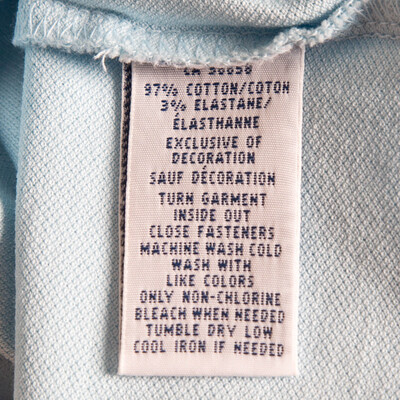 97% COTTON/COTON
3% ELASTANE/
ÉLASTHANNE
EXCLUSIVE OF
DECORATION
SAUF DÉCORATION
TURN GARMENT
INSIDE OUT
CLOSE FASTENERS
MACHINE WASH COLD
WASH WITH
LIKE COLORS
ONLY NON-CHLORINE
BLEACH WHEN NEEDED
TUMBLE DRY LOW
COOL IRON IF NEEDED